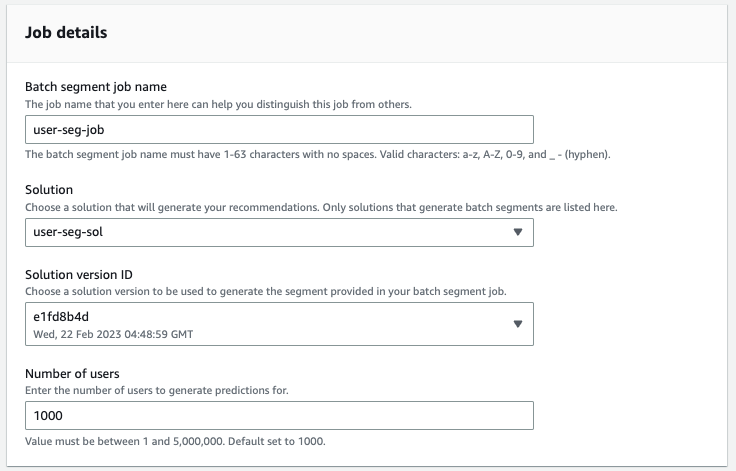 Job details
Batch segment job name
The job name that you enter here can help you distinguish this job from others.
user-seg-job
The batch segment job name must have 1-63 characters with no spaces. Valid characters: a-z, A-Z, 0-9, and _ - (hyphen).
Solution
Choose a solution that will generate your recommendations. Only solutions that generate batch segments are listed here.
user-seg-sol
Solution version ID
Choose a solution version to be used to generate the segment provided in your batch segment job.
e1fd8b4d
Wed, 22 Feb 2023 04:48:59 GMT
Number of users
Enter the number of users to generate predictions for.
1000
Value must be between 1 and 5,000,000. Default set to 1000.